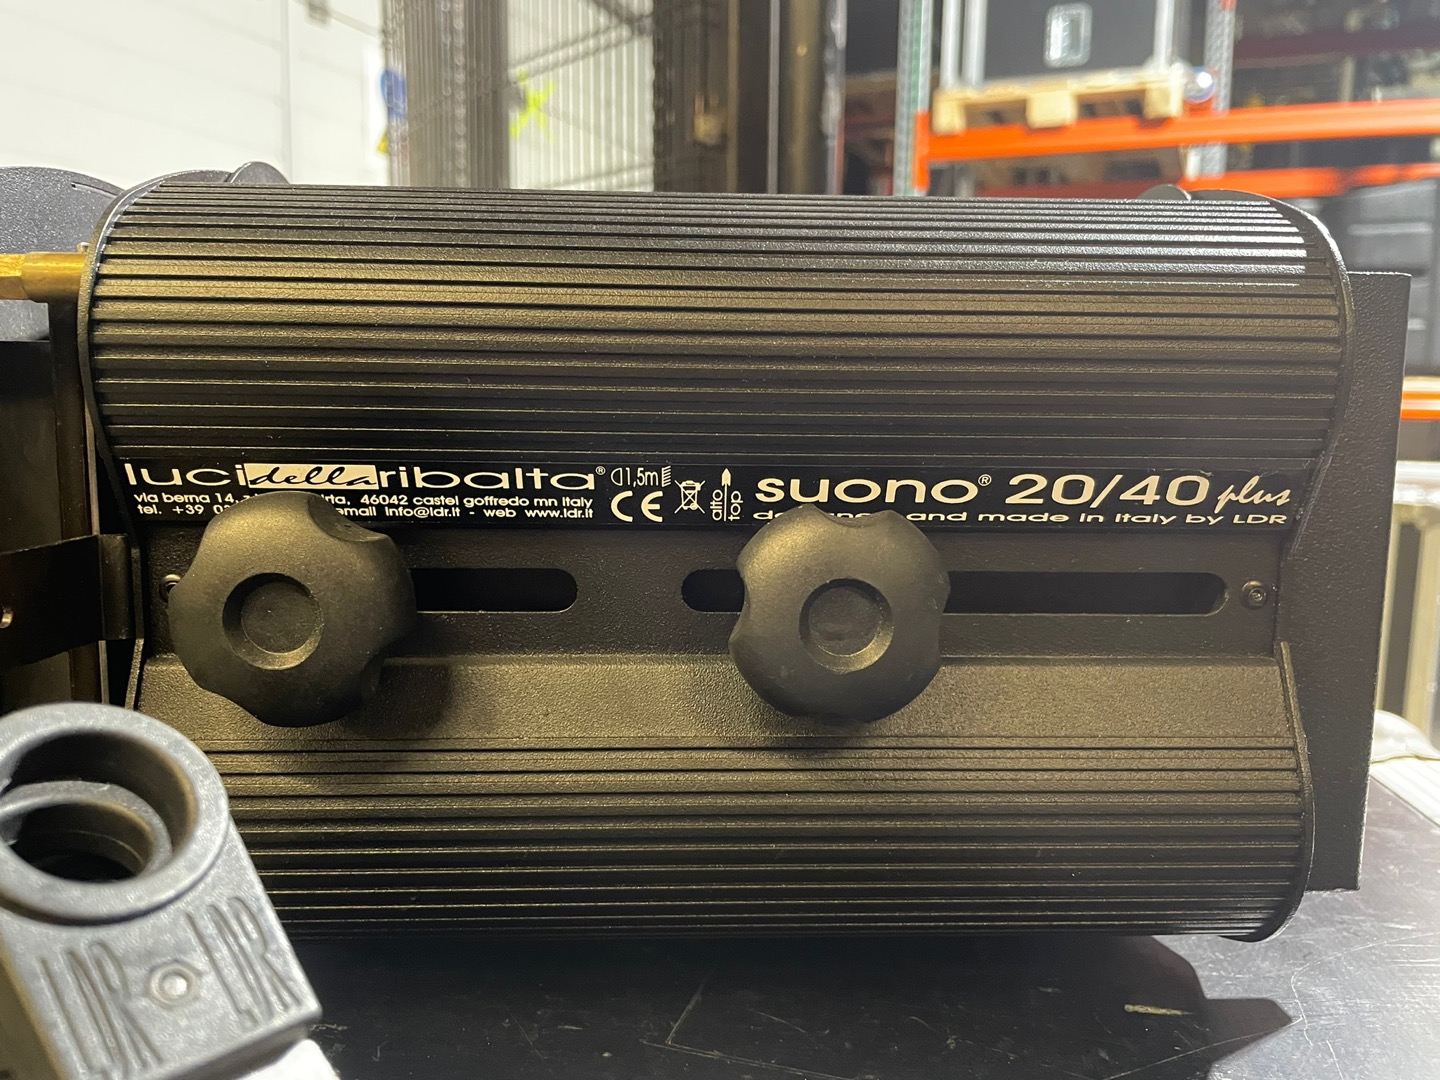 luci della ribalta®
via berna 14, 46042 castel goffredo mn italy
tel. +39 email info@ldr.it - web www.ldr.it
1,5m
CE
alto
top
suono® 20/40 plus
and made in italy by LDR
LDR LDR